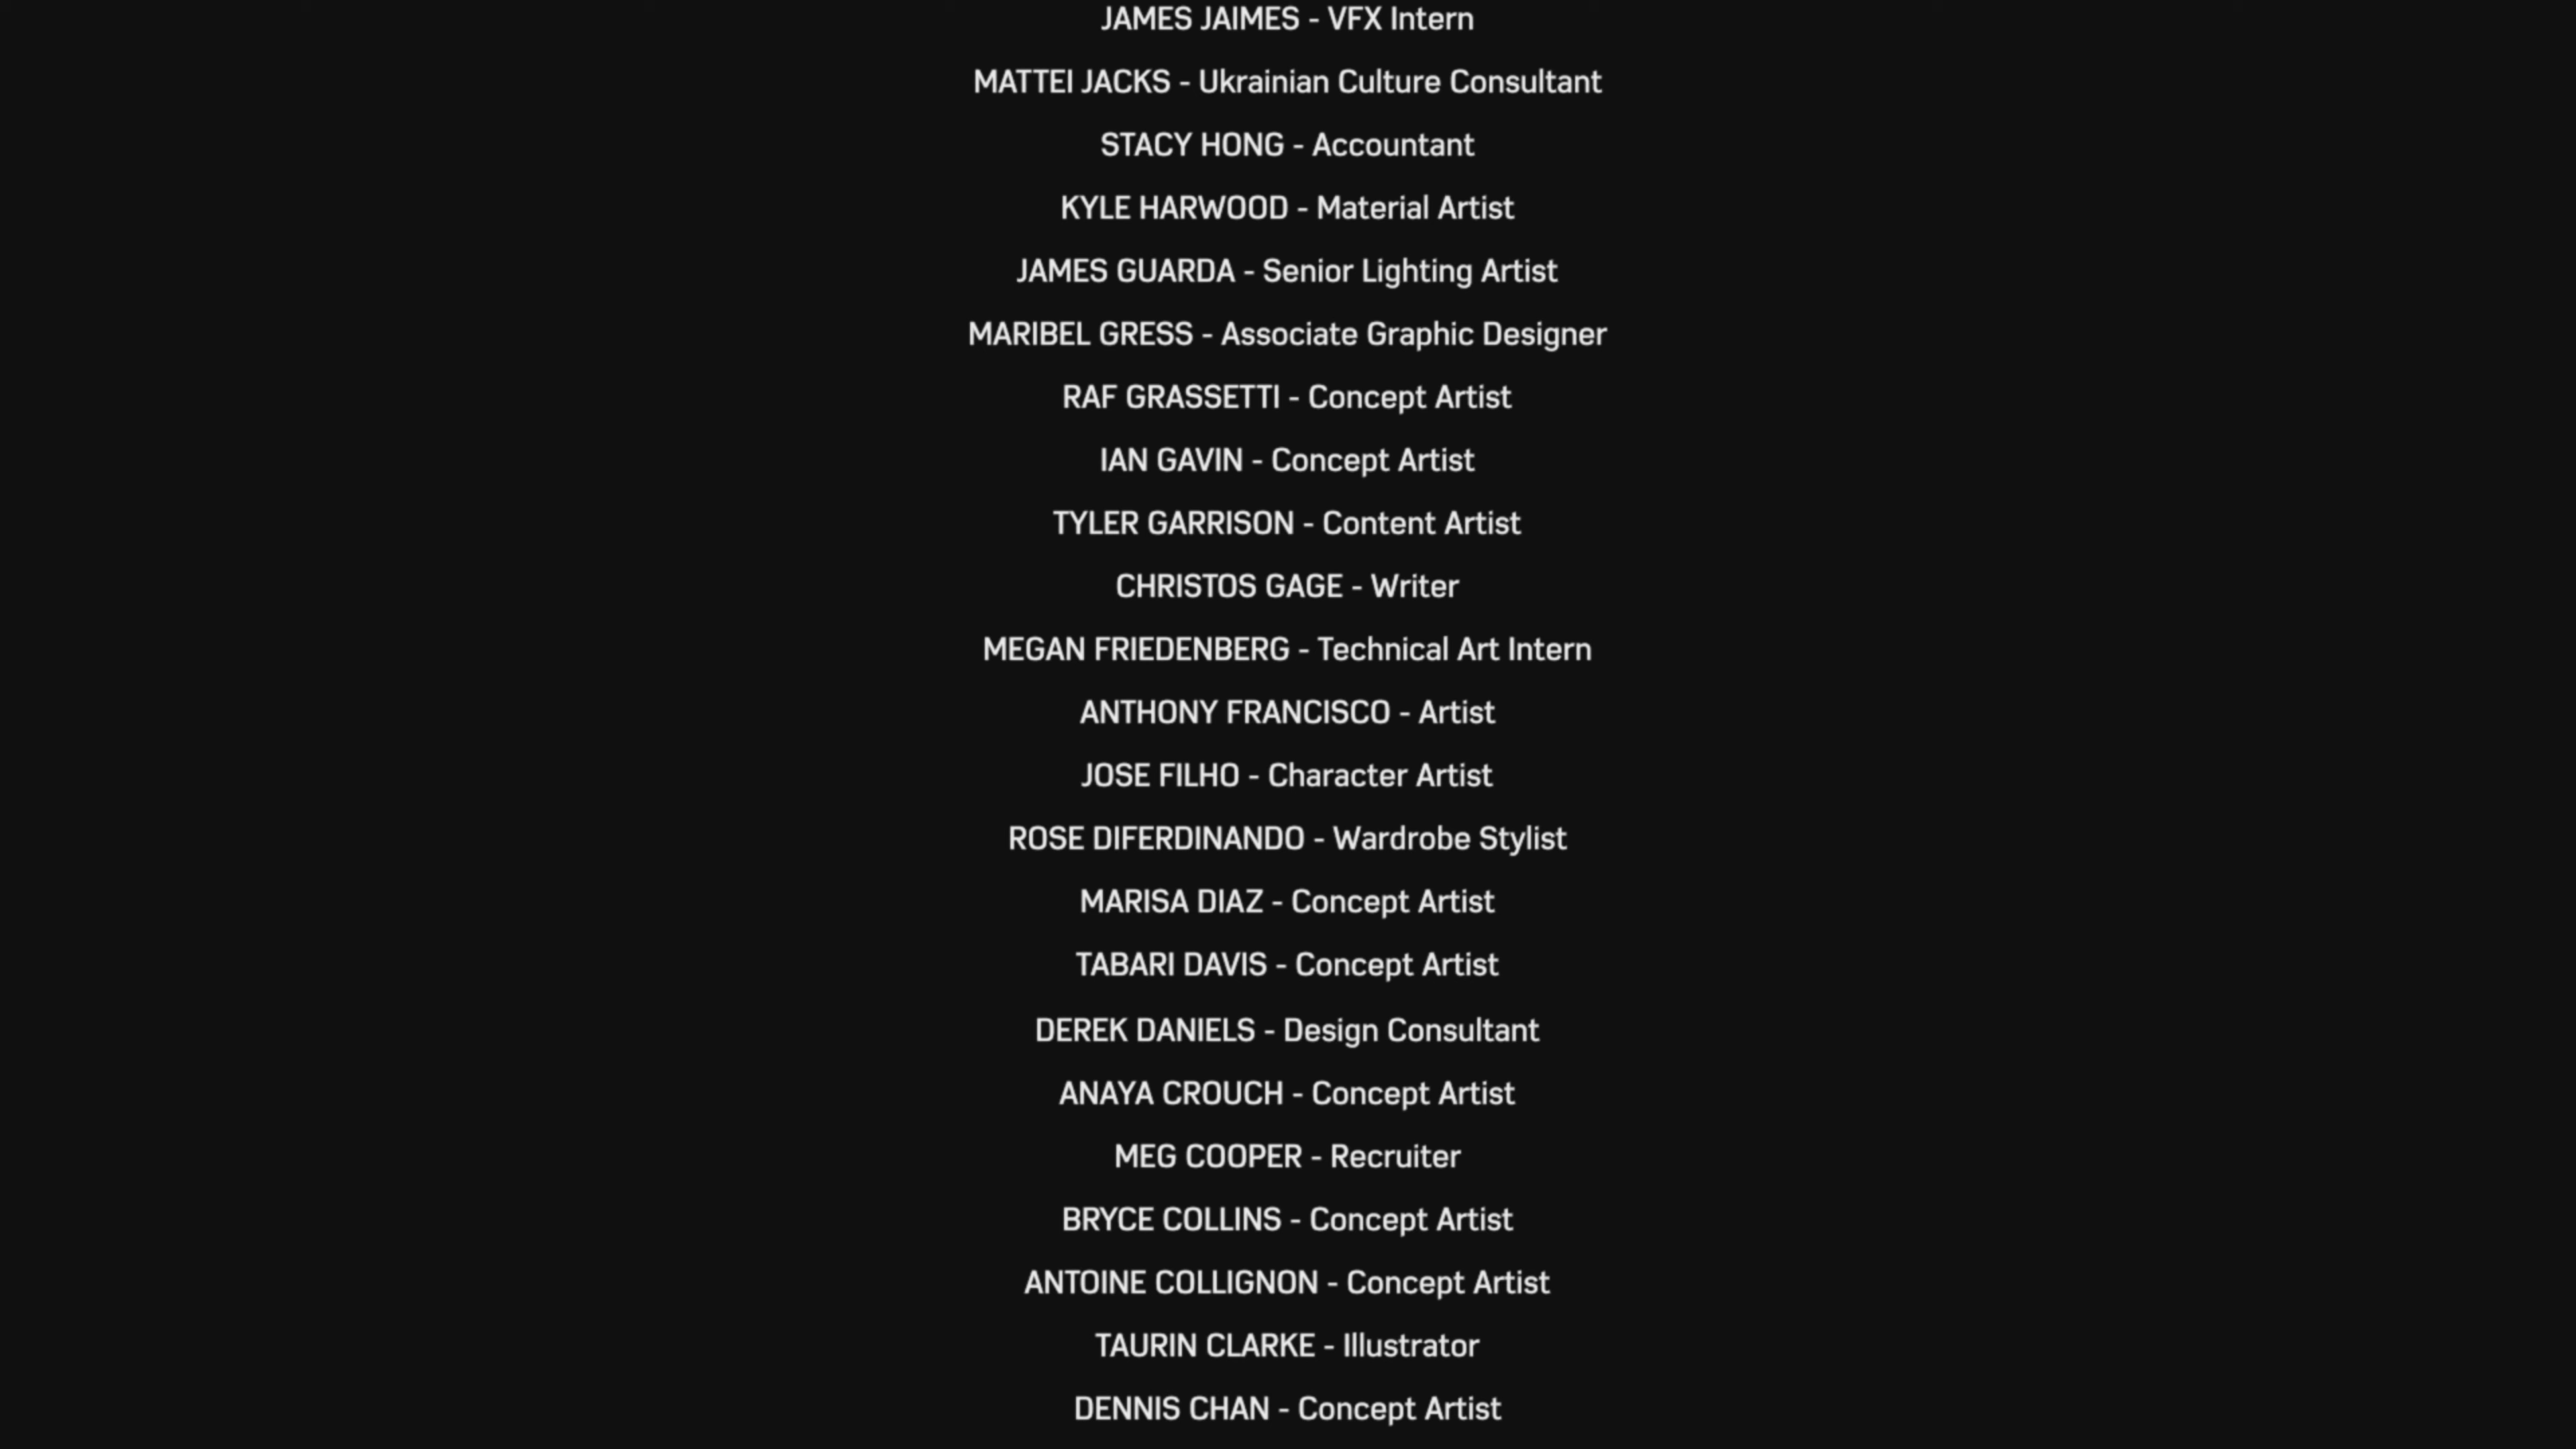 JAMES JAIMES - VFX Intern
MATTEI JACKS - Ukrainian Culture Consultant
STACY HONG - Accountant
KYLE HARWOOD - Material Artist
JAMES GUARDA - Senior Lighting Artist
MARIBEL GRESS - Associate Graphic Designer
RAF GRASSETTI - Concept Artist
IAN GAVIN - Concept Artist
TYLER GARRISON - Content Artist
CHRISTOS GAGE - Writer
MEGAN FRIEDENBERG - Technical Art Intern
ANTHONY FRANCISCO - Artist
JOSE FILHO - Character Artist
ROSE DIFERDINANDO - Wardrobe Stylist
MARISA DIAZ - Concept Artist
TABARI DAVIS - Concept Artist
DEREK DANIELS - Design Consultant
ANAYA CROUCH - Concept Artist
MEG COOPER - Recruiter
BRYCE COLLINS - Concept Artist
ANTOINE COLLIGNON - Concept Artist
TAURIN CLARKE - Illustrator
DENNIS CHAN - Concept Artist